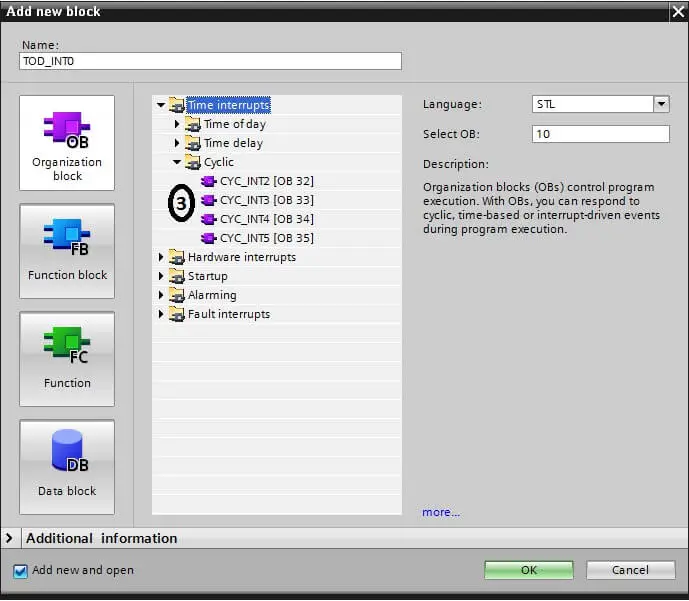 Add new block
Name:
TOD_INT0
OB
Organization
block
FB
Function block
FC
Function
DB
Data block
Time interrupts
Time of day
Time delay
Cyclic
CYC_INT2 [OB 32]
3
CYC_INT3 [OB 33]
CYC_INT4 [OB 34]
CYC_INT5 [OB 35]
Hardware interrupts
Startup
Alarming
Fault interrupts
Language:
STL
Select OB:
10
Description:
Organization blocks (OBs) control program
execution. With OBs, you can respond to
cyclic, time-based or interrupt-driven events
during program execution.
more...
Additional information
Add new and open
OK
Cancel